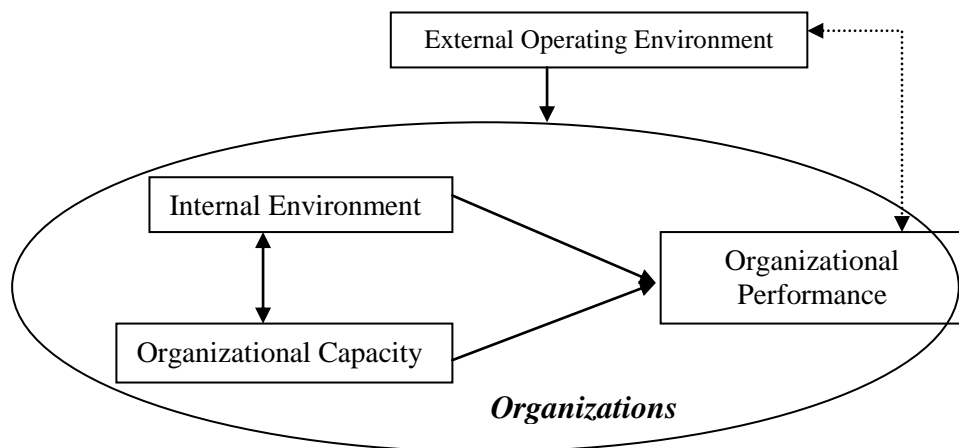 External Operating Environment
Internal Environment
Organizational
Performance
Organizational Capacity
Organizations